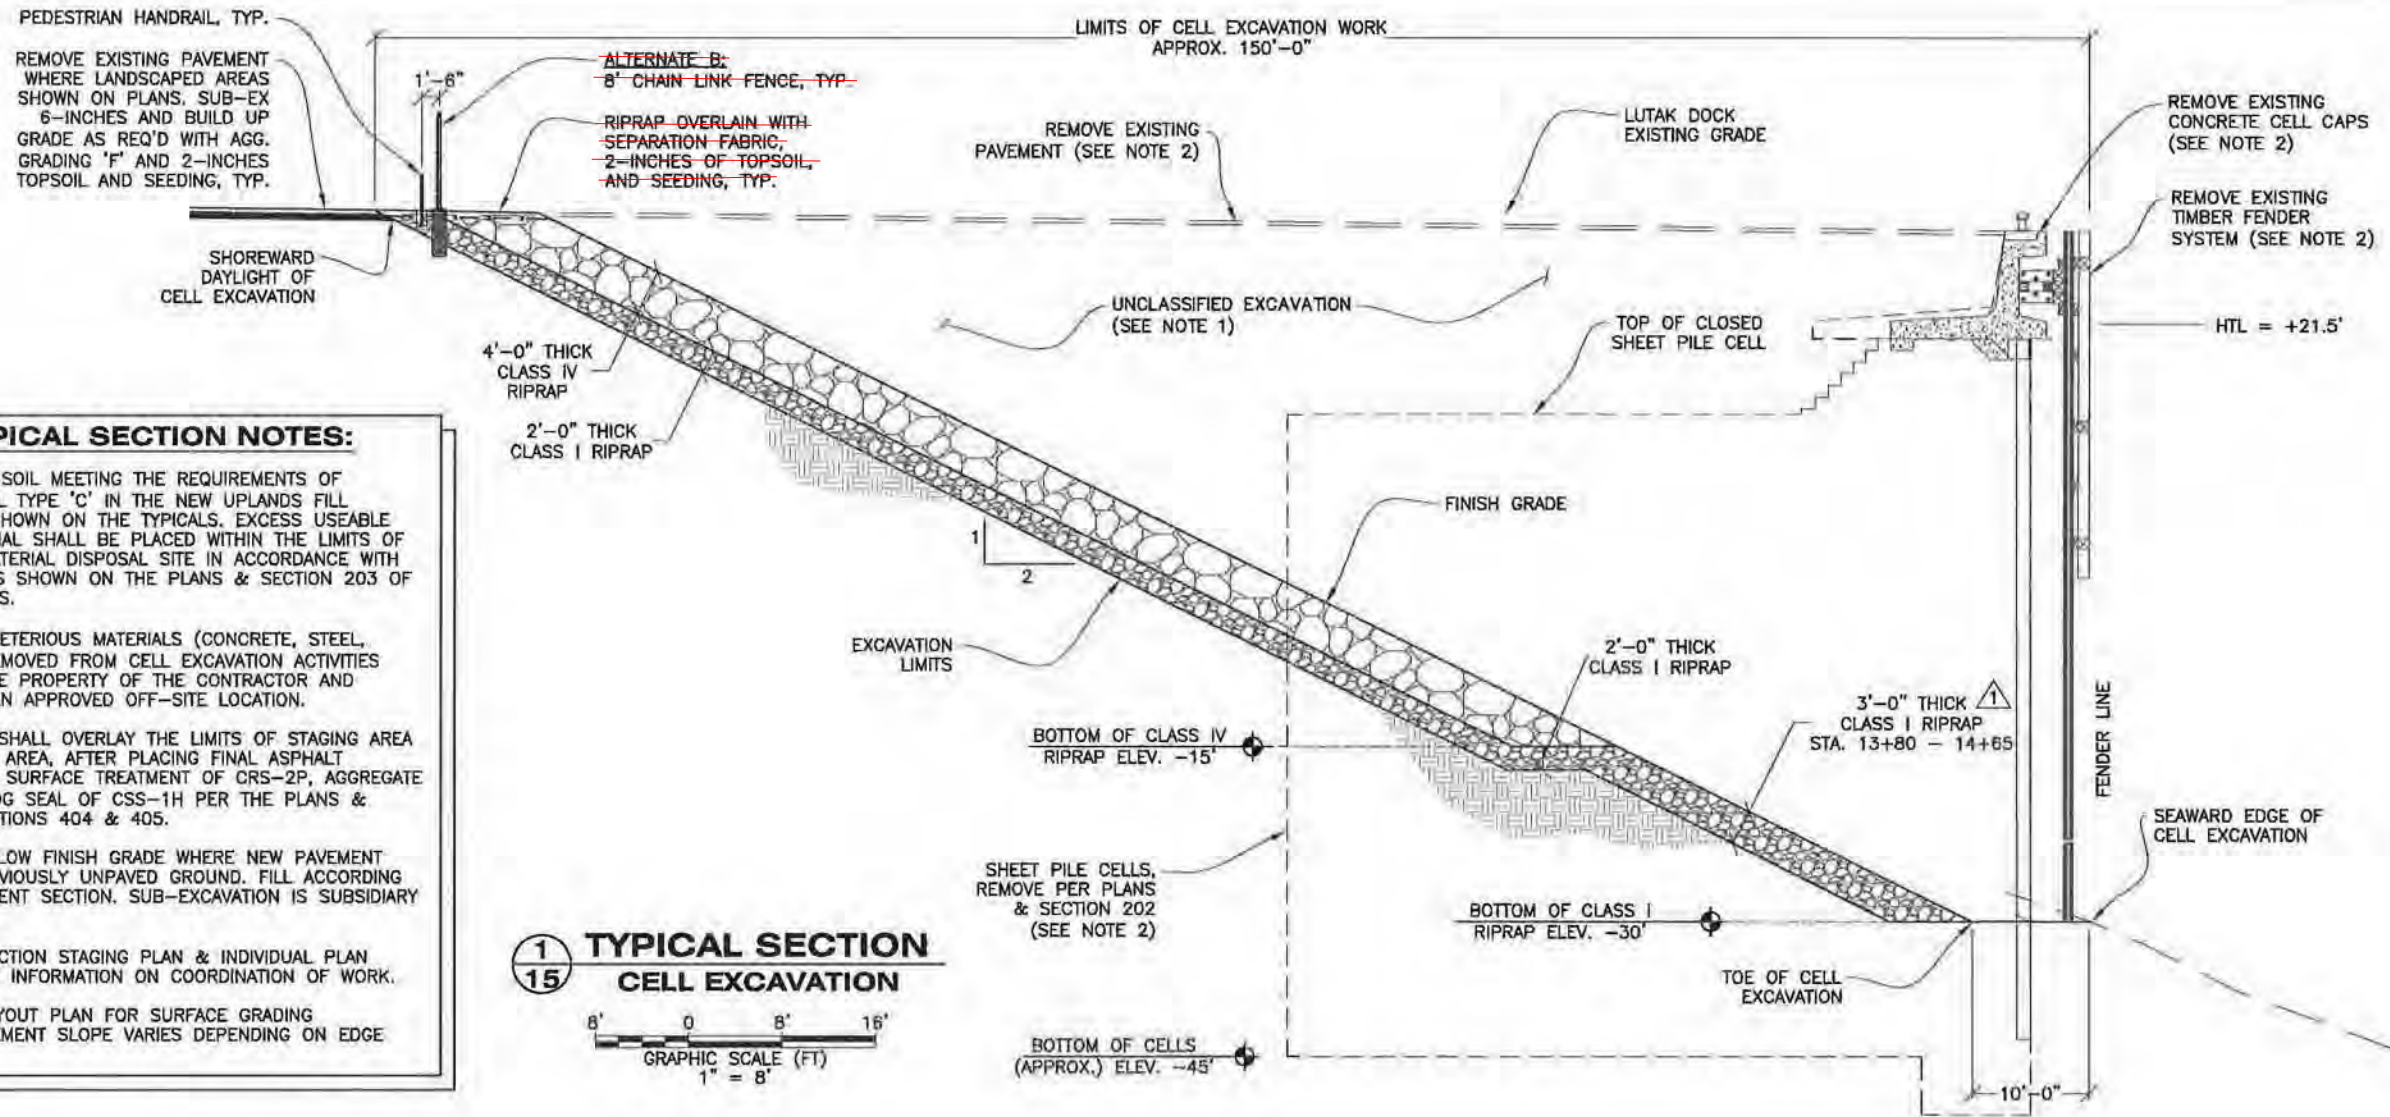 PEDESTRIAN HANDRAIL, TYP.
REMOVE EXISTING PAVEMENT
WHERE LANDSCAPED AREAS
SHOWN ON PLANS. SUB-EX
6-INCHES AND BUILD UP
GRADE AS REQ'D WITH AGG.
GRADING 'F' AND 2-INCHES
TOPSOIL AND SEEDING, TYP.
1'-6"
ALTERNATE B:
8' CHAIN LINK FENCE, TYP.
RIPRAP OVERLAIN WITH
SEPARATION FABRIC,
2-INCHES OF TOPSOIL,
AND SEEDING, TYP.
LIMITS OF CELL EXCAVATION WORK
APPROX. 150'-0"
REMOVE EXISTING
PAVEMENT (SEE NOTE 2)
LUTAK DOCK
EXISTING GRADE
REMOVE EXISTING
CONCRETE CELL CAPS
(SEE NOTE 2)
REMOVE EXISTING
TIMBER FENDER
SYSTEM (SEE NOTE 2)
HTL = +21.5'
SHOREWARD
DAYLIGHT OF
CELL EXCAVATION
UNCLASSIFIED EXCAVATION
(SEE NOTE 1)
TOP OF CLOSED
SHEET PILE CELL
4'-0" THICK
CLASS IV
RIPRAP
2'-0" THICK
CLASS I RIPRAP
FINISH GRADE
1
2
EXCAVATION
LIMITS
2'-0" THICK
CLASS I RIPRAP
3'-0" THICK 1
CLASS I RIPRAP
STA. 13+80 - 14+65
BOTTOM OF CLASS IV
RIPRAP ELEV. -15'
FENDER LINE
SEAWARD EDGE OF
CELL EXCAVATION
SHEET PILE CELLS,
REMOVE PER PLANS
& SECTION 202
(SEE NOTE 2)
BOTTOM OF CLASS I
RIPRAP ELEV. -30'
TOE OF CELL
EXCAVATION
BOTTOM OF CELLS
(APPROX.) ELEV. -45'
10'-0"
PICAL SECTION NOTES:
SOIL MEETING THE REQUIREMENTS OF
L TYPE 'C' IN THE NEW UPLANDS FILL
HOWN ON THE TYPICALS. EXCESS USEABLE
IAL SHALL BE PLACED WITHIN THE LIMITS OF
ATERIAL DISPOSAL SITE IN ACCORDANCE WITH
S SHOWN ON THE PLANS & SECTION 203 OF
S.
ETERIOUS MATERIALS (CONCRETE, STEEL,
EMOVED FROM CELL EXCAVATION ACTIVITIES
E PROPERTY OF THE CONTRACTOR AND
N APPROVED OFF-SITE LOCATION.
SHALL OVERLAY THE LIMITS OF STAGING AREA
AREA, AFTER PLACING FINAL ASPHALT
SURFACE TREATMENT OF CRS-2P, AGGREGATE
OG SEAL OF CSS-1H PER THE PLANS &
TIONS 404 & 405.
LOW FINISH GRADE WHERE NEW PAVEMENT
VIOUSLY UNPAVED GROUND. FILL ACCORDING
ENT SECTION. SUB-EXCAVATION IS SUBSIDIARY
CTION STAGING PLAN & INDIVIDUAL PLAN
INFORMATION ON COORDINATION OF WORK.
YOUT PLAN FOR SURFACE GRADING
EMENT SLOPE VARIES DEPENDING ON EDGE
1
15
TYPICAL SECTION
CELL EXCAVATION
8' 0 8' 16'
GRAPHIC SCALE (FT)
1" = 8'